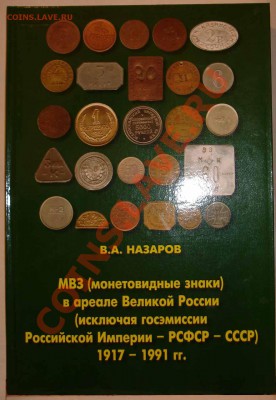 COINS.LAVE.RU
В.А. НАЗАРОВ
МВЗ (монетовидные знаки)
в ареале Великой России
(исключая госэмиссии
Российской Империи – РСФСР – СССР)
1917 – 1991 гг.